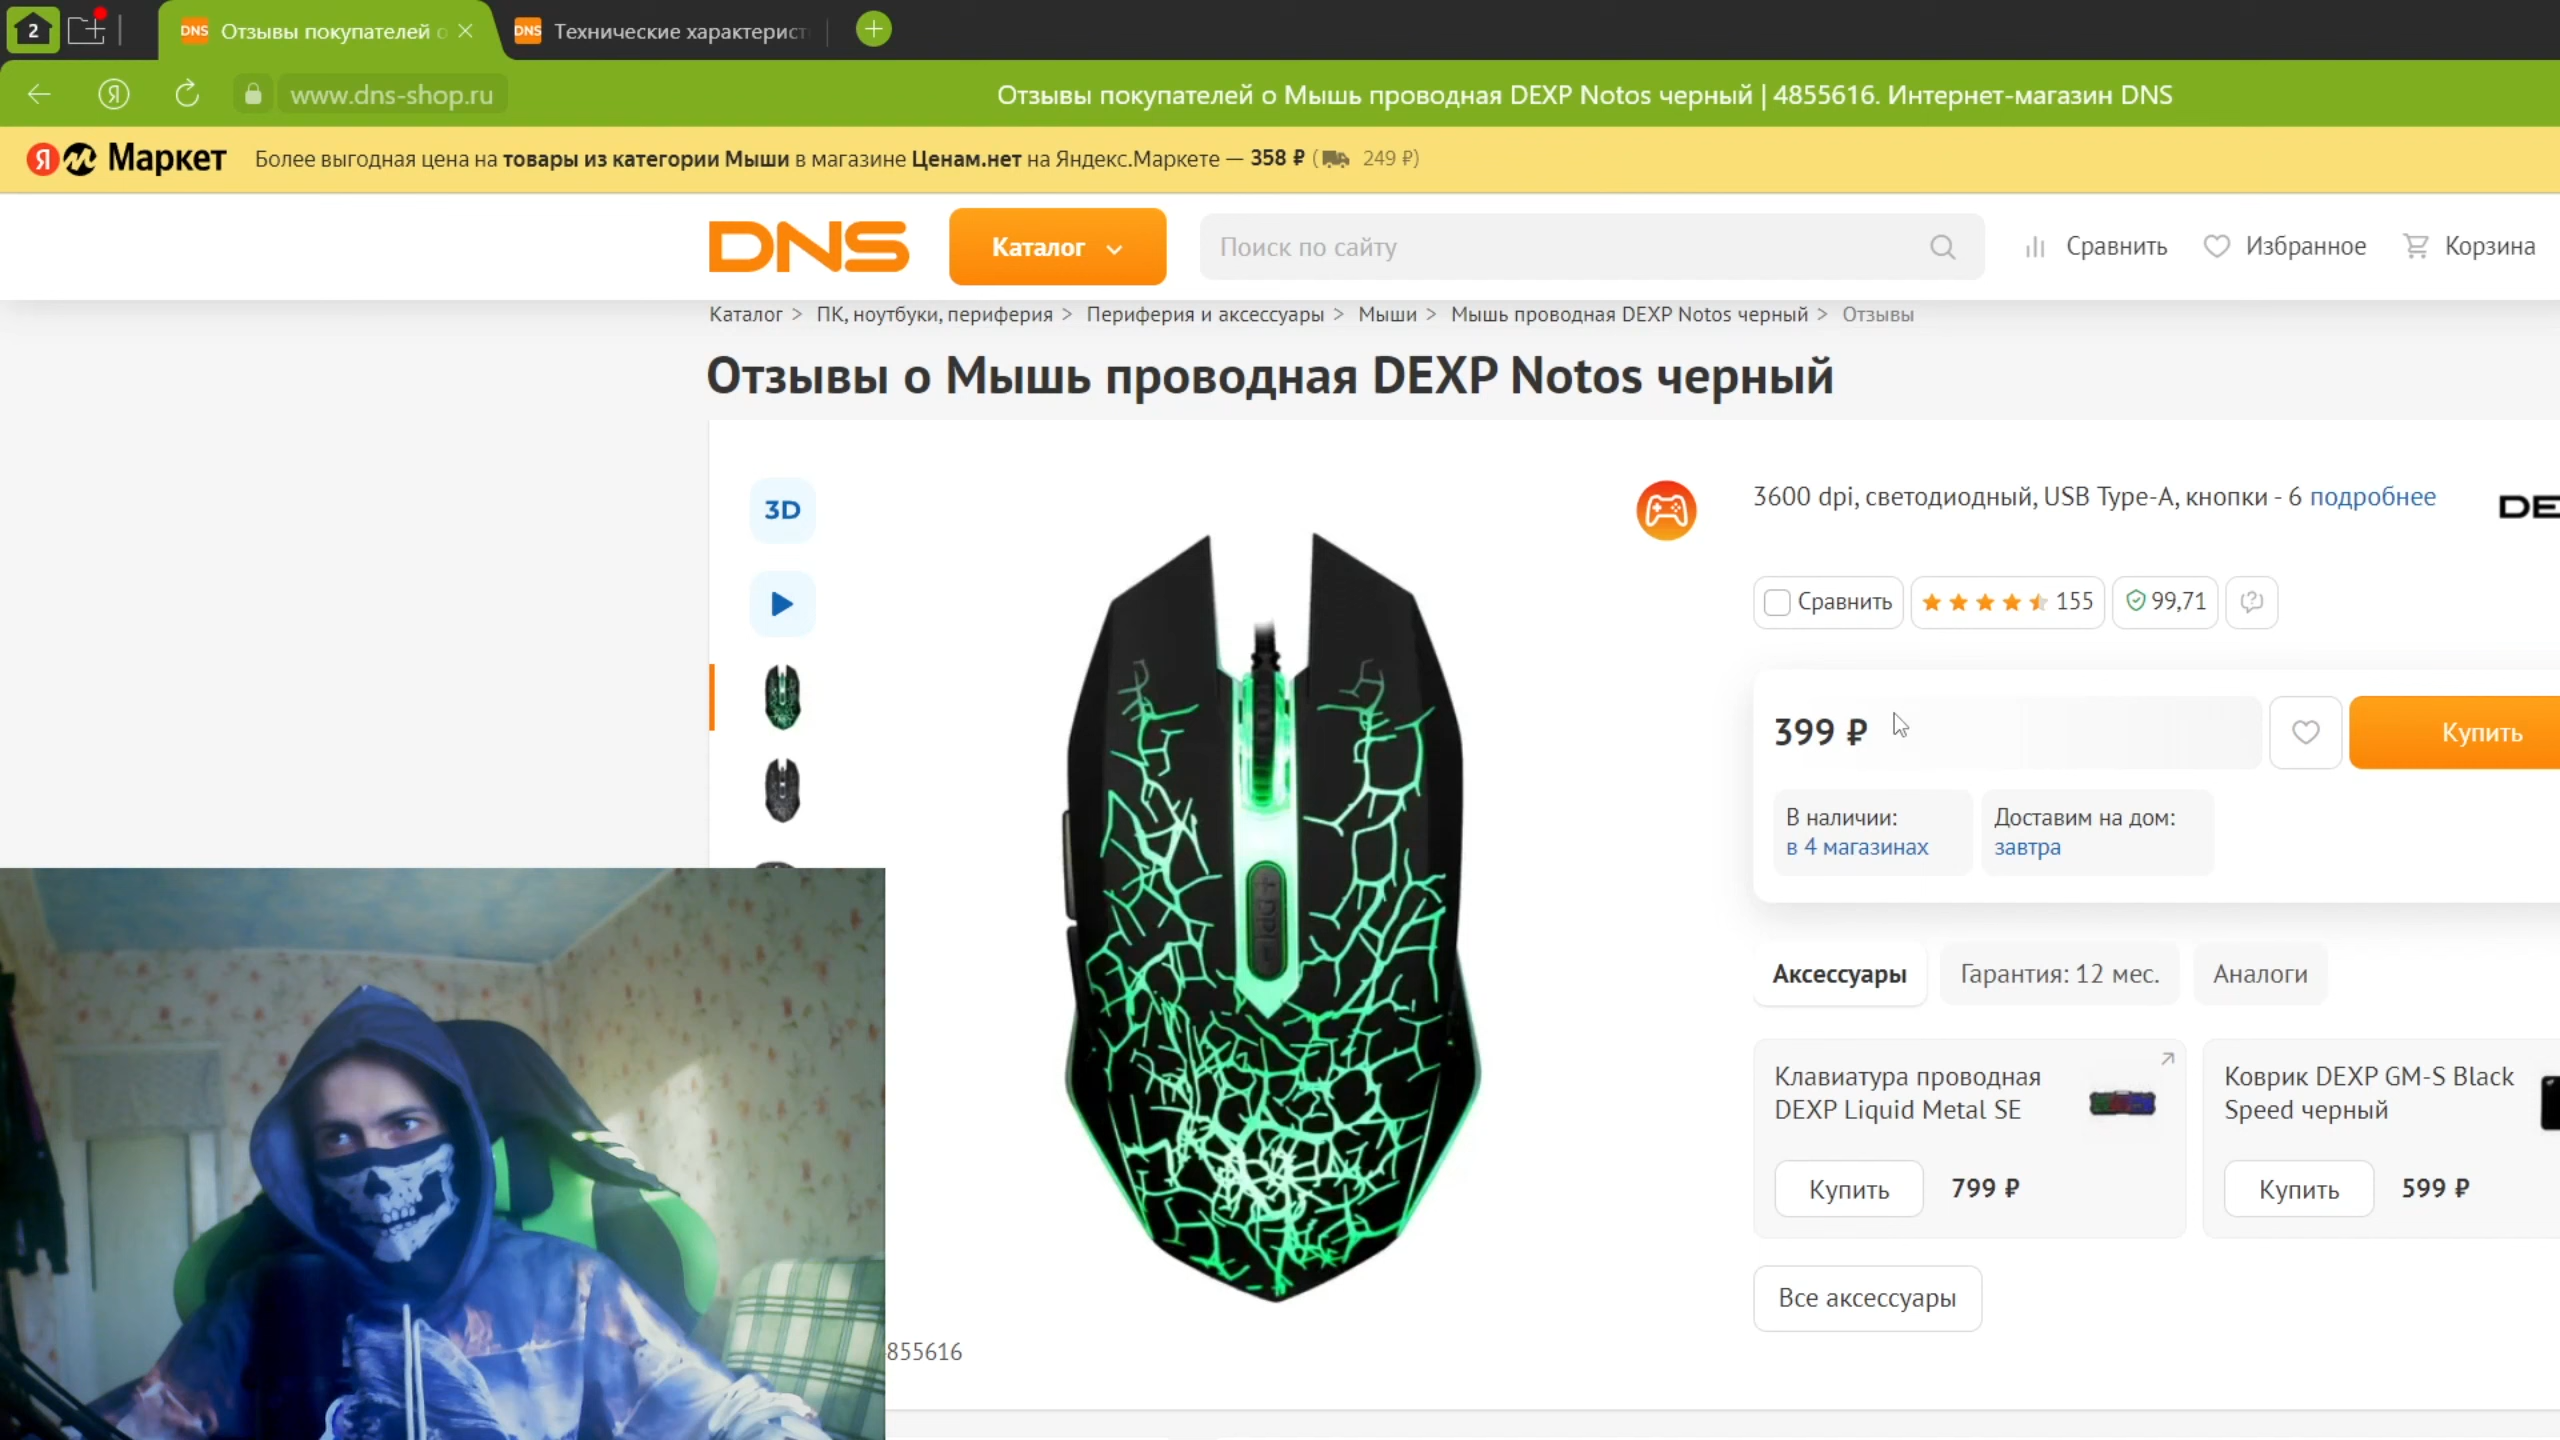 2
DNS Отзывы покупателей о
DNS Технические характерист
Я
www.dns-shop.ru
Отзывы покупателей о Мышь проводная DEXP Notos черный | 4855616. Интернет-магазин DNS
Я Маркет
Более выгодная цена на товары из категории Мыши в магазине Ценам.нет на Яндекс.Маркете — 358 ₽ ( 249 ₽)
DNS
Каталог
Поиск по сайту
Сравнить
Избранное
Корзина
Каталог > ПК, ноутбуки, периферия > Периферия и аксессуары > Мыши > Мышь проводная DEXP Notos черный > Отзывы
Отзывы о Мышь проводная DEXP Notos черный
3D
3600 dpi, светодиодный, USB Type-A, кнопки - 6 подробнее
DE
Сравнить
155
99,71
399 ₽
Купить
В наличии:
в 4 магазинах
Доставим на дом:
завтра
DPI
Аксессуары
Гарантия: 12 мес.
Аналоги
Клавиатура проводная
DEXP Liquid Metal SE
Купить
799 ₽
Коврик DEXP GM-S Black
Speed черный
Купить
599 ₽
Все аксессуары
855616